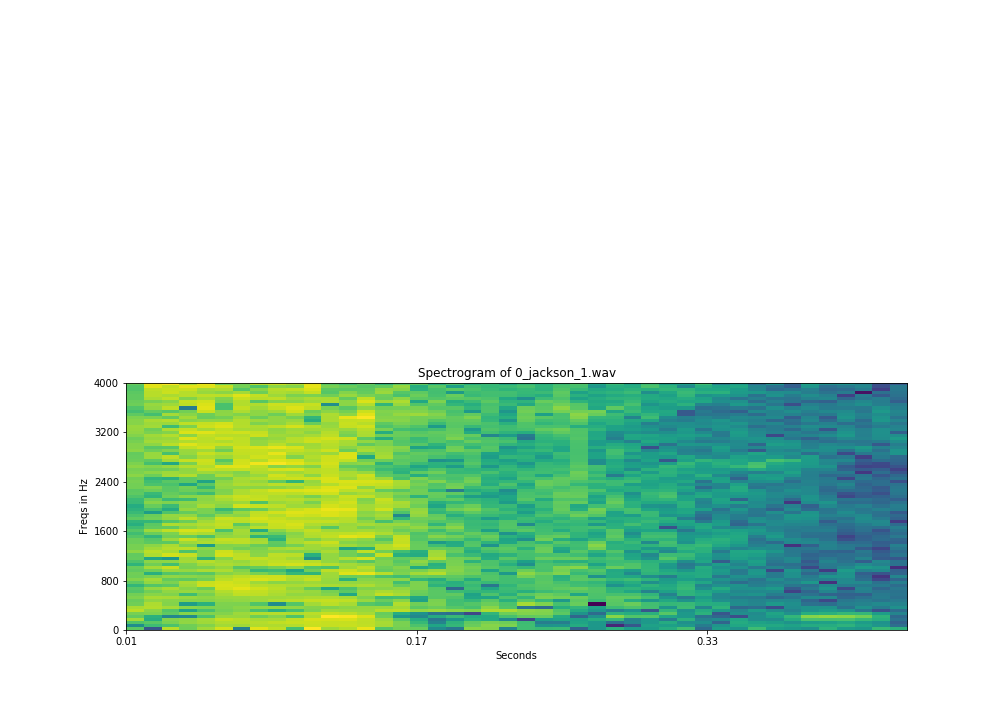 Spectrogram of 0_jackson_1.wav
4000
3200
2400
1600
800
0
Freqs in Hz
0.01 0.17 0.33
Seconds